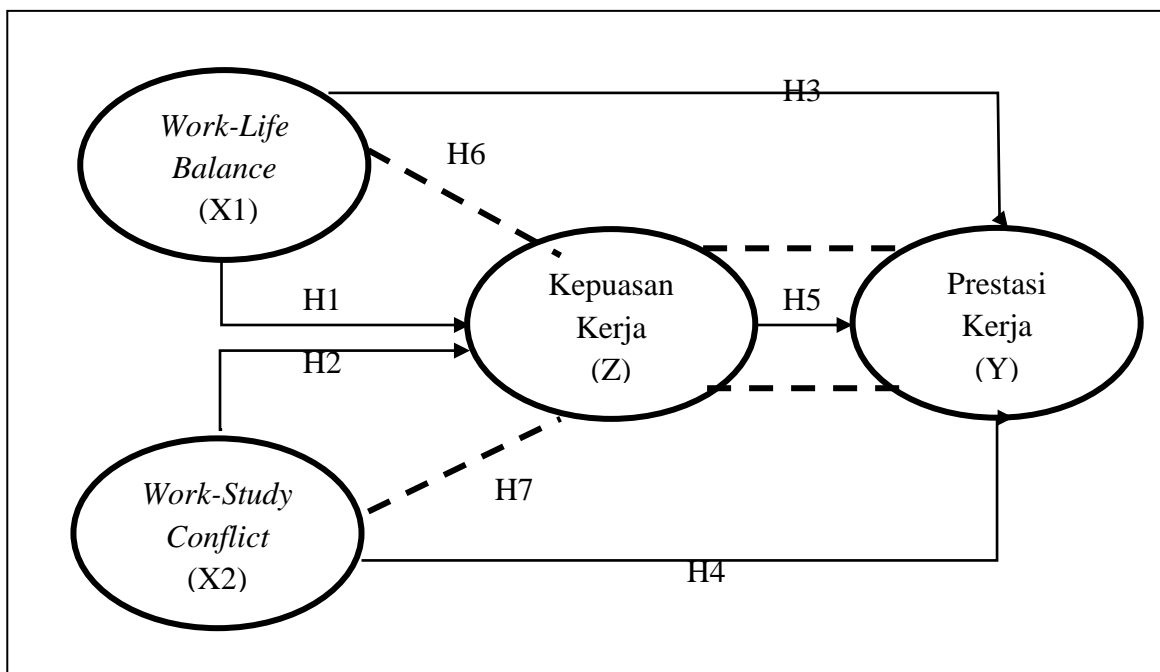 H3
Work-Life
Balance
(X1)
H6
Kepuasan
Kerja
(Z)
Prestasi
Kerja
(Y)
H1
H5
H2
Work-Study
Conflict
(X2)
H7
H4